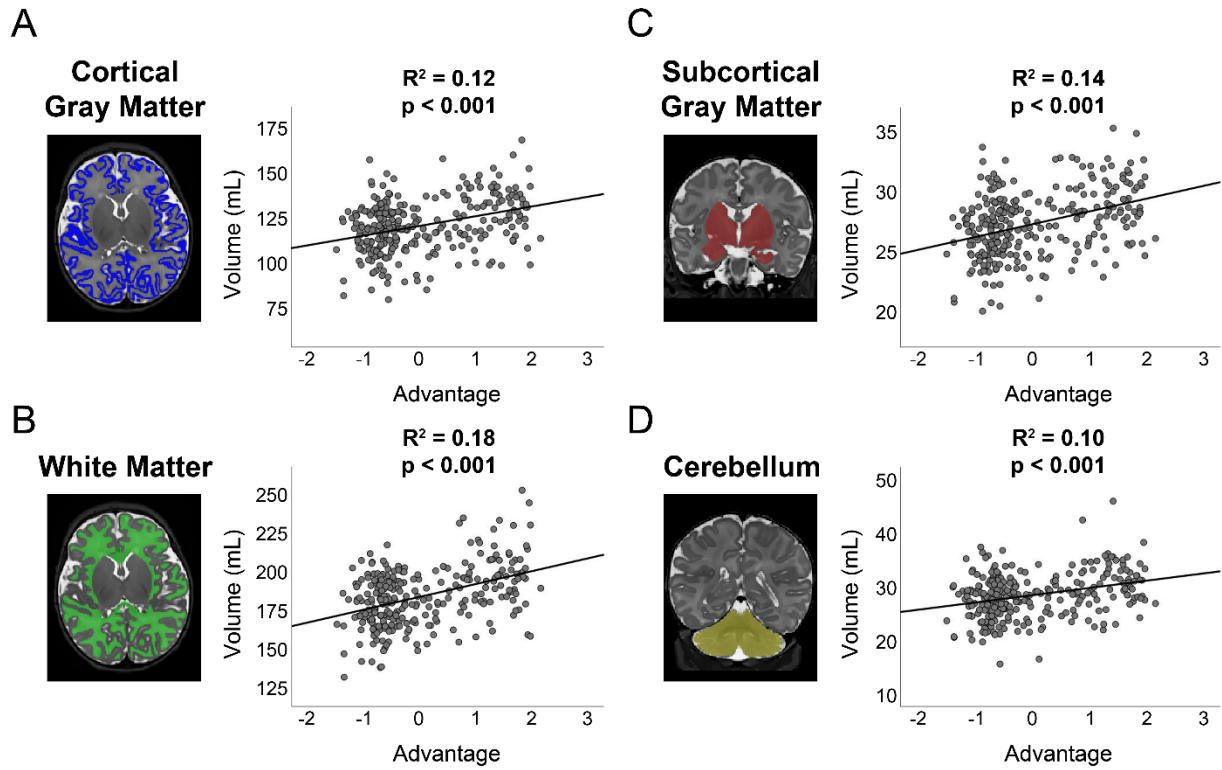 A
Cortical
Gray Matter
R² = 0.12
p < 0.001
Volume (mL)
175
150
125
100
75
-2 -1 0 1 2 3
Advantage
B
White Matter
R² = 0.18
p < 0.001
Volume (mL)
250
225
200
175
150
125
-2 -1 0 1 2 3
Advantage
C
Subcortical
Gray Matter
R² = 0.14
p < 0.001
Volume (mL)
35
30
25
20
-2 -1 0 1 2 3
Advantage
D
Cerebellum
R² = 0.10
p < 0.001
Volume (mL)
50
40
30
20
10
-2 -1 0 1 2 3
Advantage